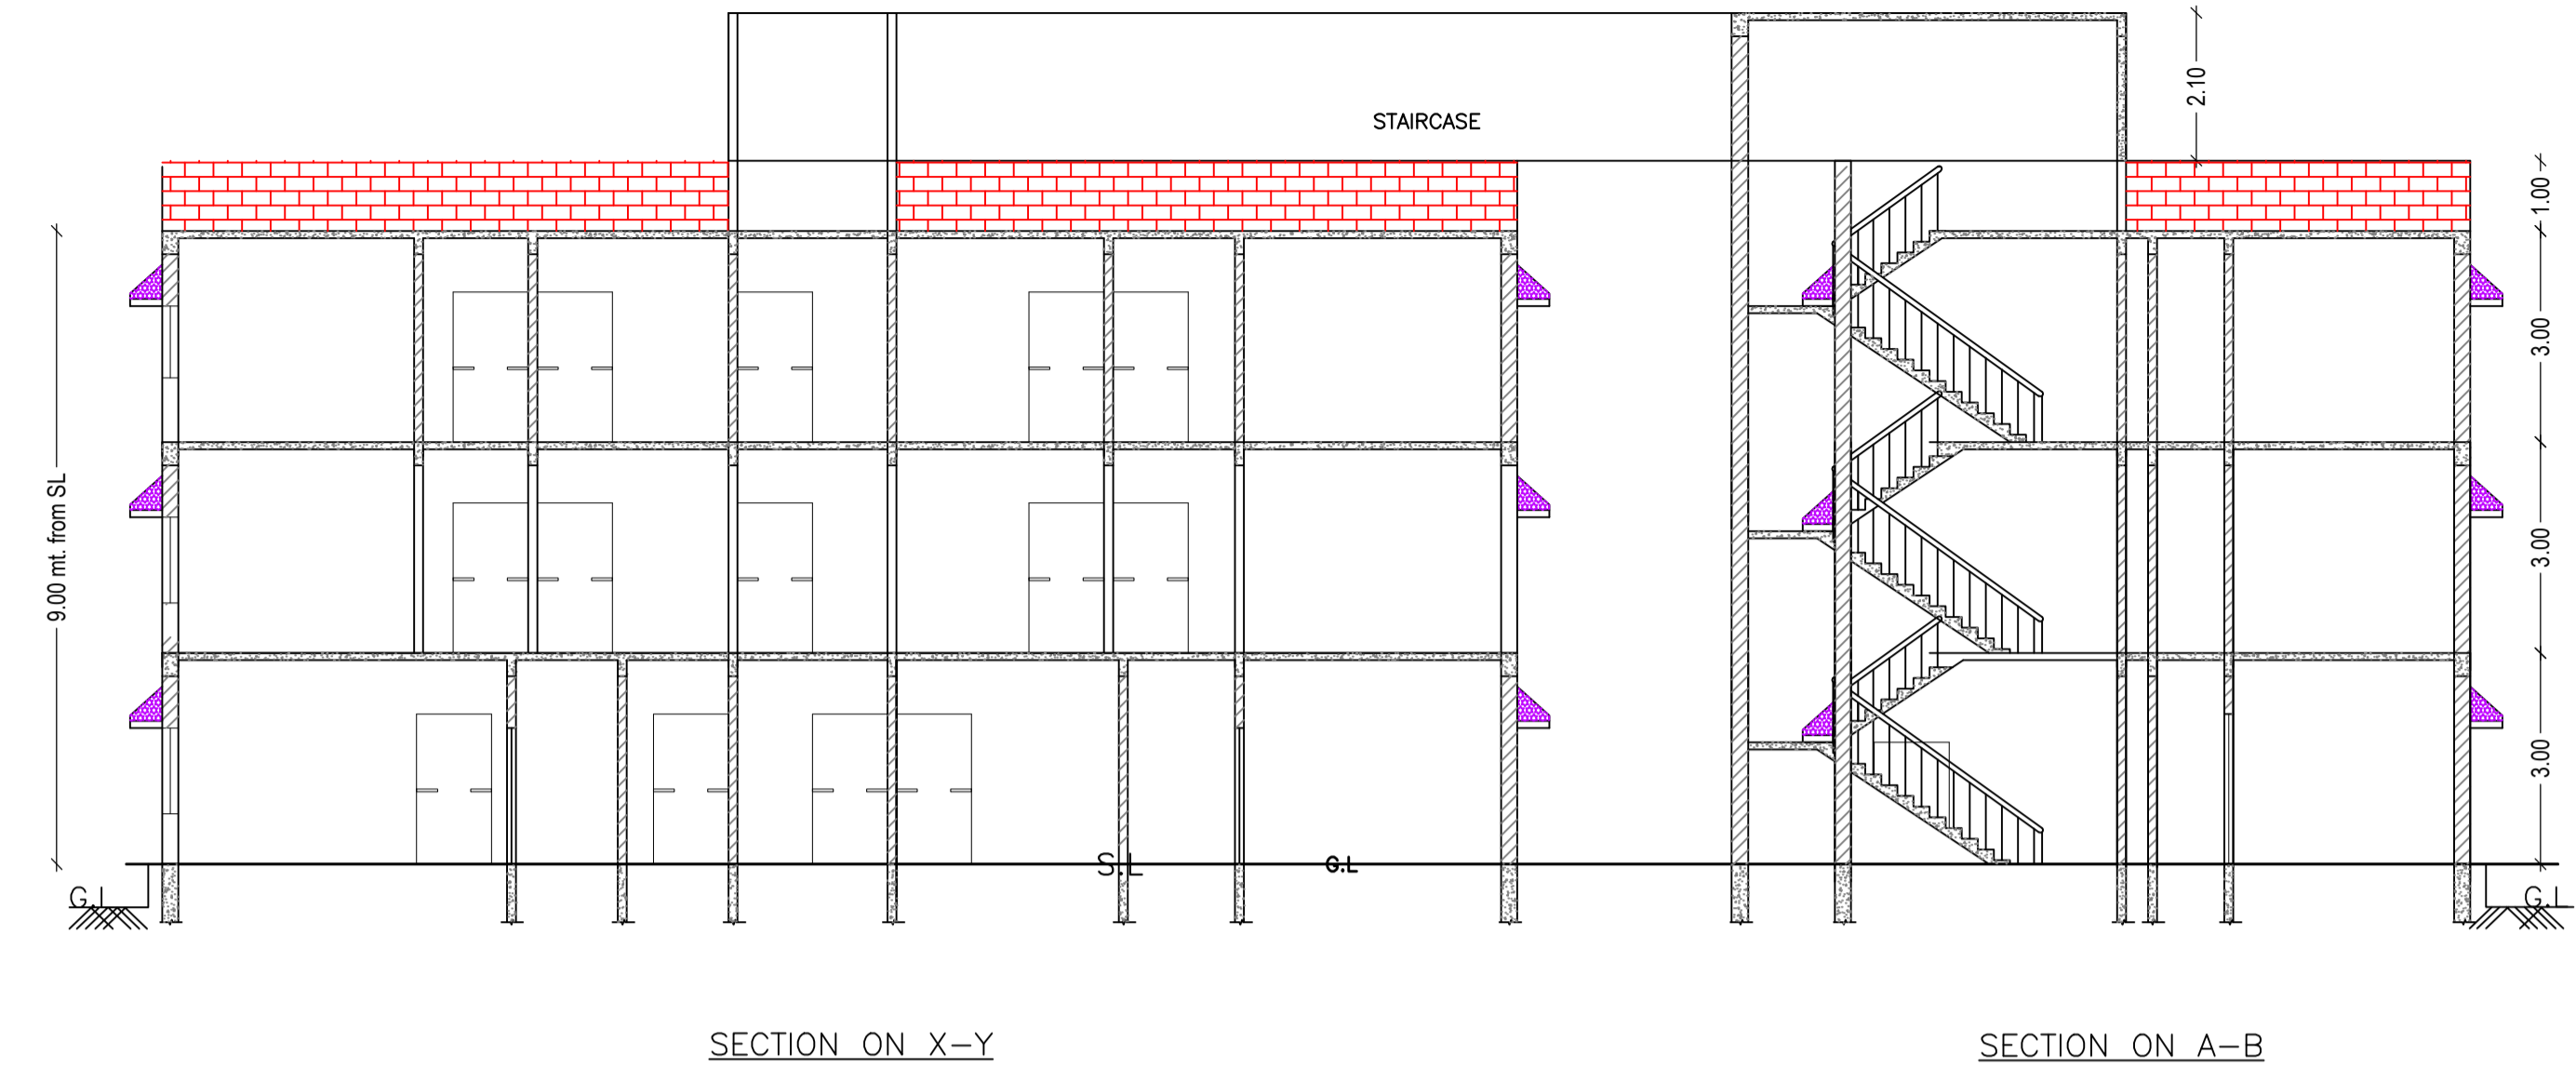 2.10
STAIRCASE
1.00
3.00
9.00 mt. from SL
3.00
3.00
S.L
G.L
G.L
G.L
SECTION ON X-Y
SECTION ON A-B